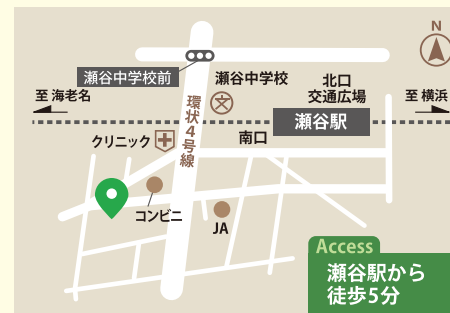 N
瀬谷中学校前
瀬谷中学校
北口
交通広場
至 海老名
至 横浜
環状4号線
瀬谷駅
クリニック
南口
コンビニ
JA
Access
瀬谷駅から
徒歩5分